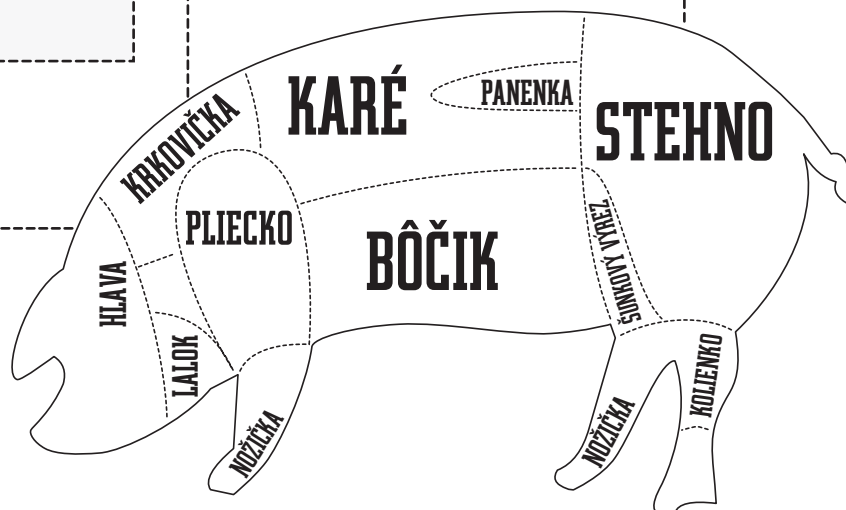 KARÉ
PANENKA
STEHNO
KRKOVIČKA
PLIECKO
BÔČIK
ŠUNKOVÝ VÝREZ
HLAVA
LALOK
KOLIENKO
NOŽIČKA
NOŽIČKA